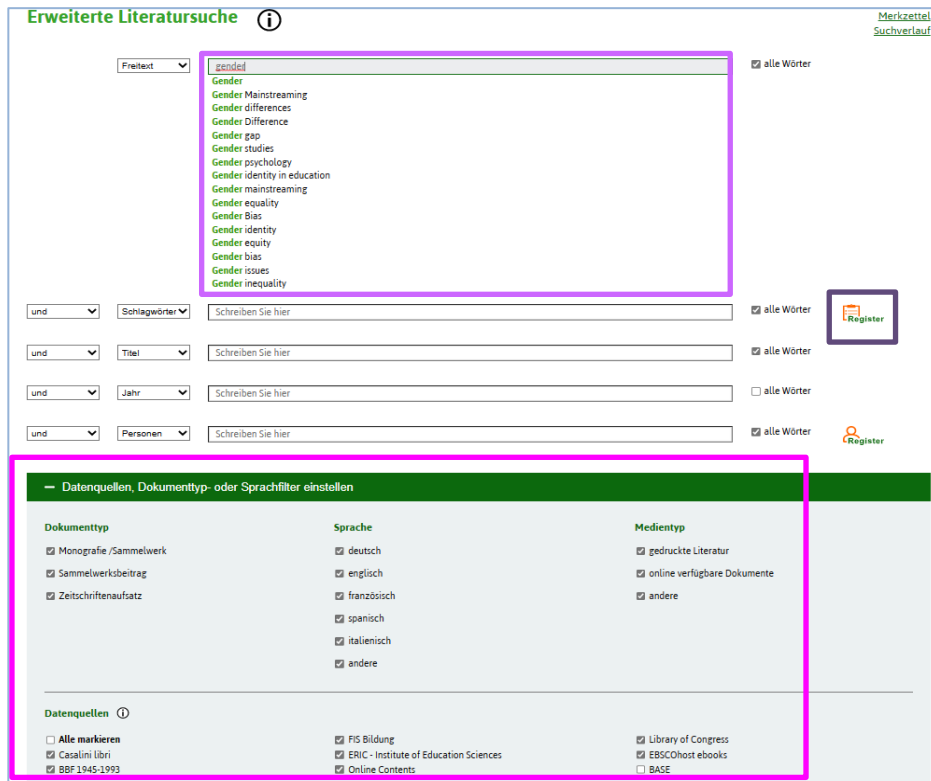 Erweiterte Literatursuche
Merkzettel
Suchverlauf
Freitext gender alle Wörter
Gender
Gender Mainstreaming
Gender differences
Gender Difference
Gender gap
Gender studies
Gender psychology
Gender identity in education
Gender mainstreaming
Gender equality
Gender Bias
Gender identity
Gender equity
Gender bias
Gender issues
Gender inequality
und Schlagwörter Schreiben Sie hier alle Wörter Register
und Titel Schreiben Sie hier alle Wörter
und Jahr Schreiben Sie hier alle Wörter
und Personen Schreiben Sie hier alle Wörter Register
— Datenquellen, Dokumenttyp- oder Sprachfilter einstellen
Dokumenttyp Sprache Medientyp
Monografie /Sammelwerk deutsch gedruckte Literatur
Sammelwerksbeitrag englisch online verfügbare Dokumente
Zeitschriftenaufsatz französisch andere
spanisch
italienisch
andere
Datenquellen
Alle markieren FIS Bildung Library of Congress
Casalini libri ERIC - Institute of Education Sciences EBSCOhost ebooks
BBF 1945-1993 Online Contents BASE